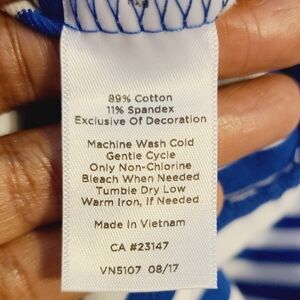 89% Cotton
11% Spandex
Exclusive Of Decoration
Machine Wash Cold
Gentle Cycle
Only Non-Chlorine
Bleach When Needed
Tumble Dry Low
Warm Iron, If Needed
Made In Vietnam
CA #23147
VN5107 08/17